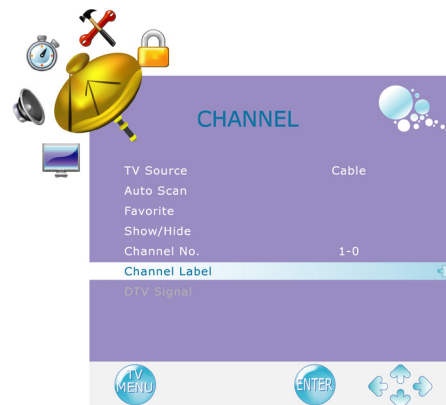 CHANNEL
TV Source Cable
Auto Scan
Favorite
Show/Hide
Channel No. 1-0
Channel Label
DTV Signal
TV
MENU ENTER